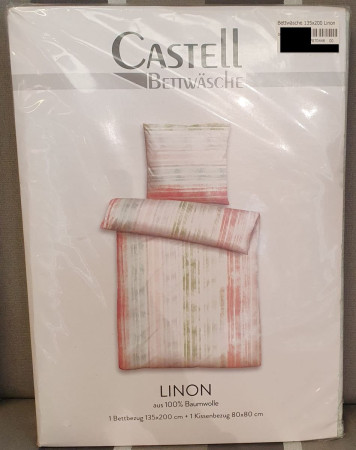 Bettwäsche 135x200 Linon
CASTELL
BETTWÄSCHE
LINON
aus 100% Baumwolle
1 Bettbezug 135x200 cm + 1 Kissenbezug 80x80 cm